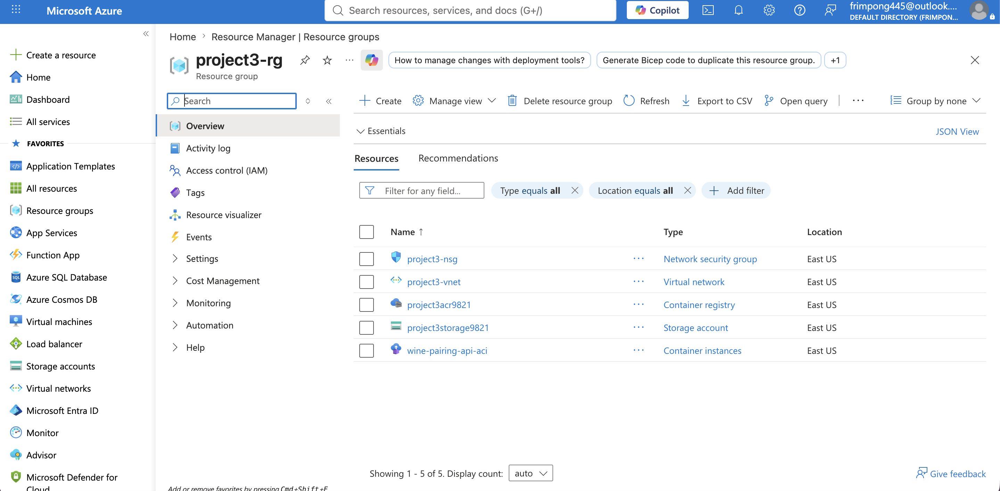 Microsoft Azure
Search resources, services, and docs (G+/)
Copilot
frimpong445@outlook....
DEFAULT DIRECTORY (FRIMPON...
Create a resource
Home
Dashboard
All services
FAVORITES
Application Templates
All resources
Resource groups
App Services
Function App
Azure SQL Database
Azure Cosmos DB
Virtual machines
Load balancer
Storage accounts
Virtual networks
Microsoft Entra ID
Monitor
Advisor
Microsoft Defender for
Cloud
Home > Resource Manager | Resource groups
project3-rg
Resource group
How to manage changes with deployment tools?
Generate Bicep code to duplicate this resource group.
+1
Search
Overview
Activity log
Access control (IAM)
Tags
Resource visualizer
Events
Settings
Cost Management
Monitoring
Automation
Help
Add or remove favorites by pressing Cmd+Shift+F
Create Manage view Delete resource group Refresh Export to CSV Open query Group by none
Essentials JSON View
Resources Recommendations
Filter for any field... Type equals all Location equals all Add filter
Name ↑ Type Location
project3-nsg ... Network security group East US
project3-vnet ... Virtual network East US
project3acr9821 ... Container registry East US
project3storage9821 ... Storage account East US
wine-pairing-api-aci ... Container instances East US
Showing 1 - 5 of 5. Display count: auto
Give feedback